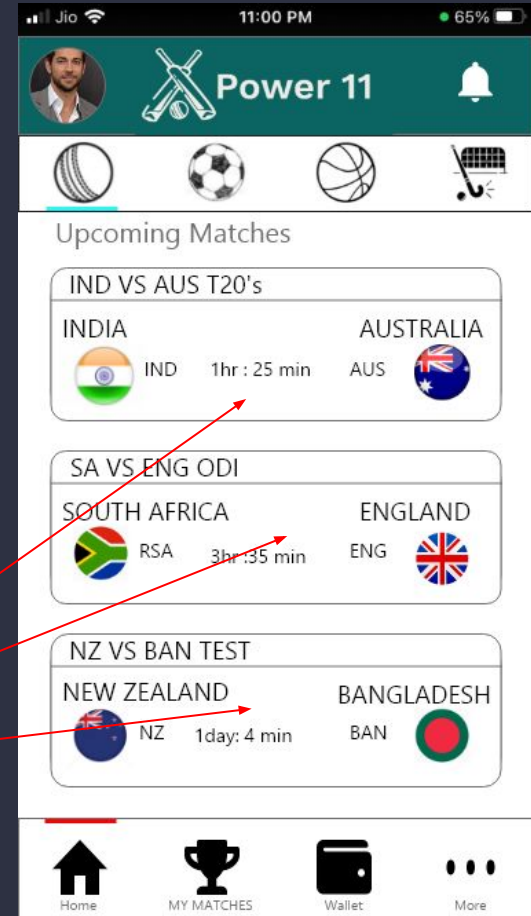 Jio 11:00 PM 65%
Power 11
Upcoming Matches
IND VS AUS T20's
INDIA AUSTRALIA
IND 1hr : 25 min AUS
SA VS ENG ODI
SOUTH AFRICA ENGLAND
RSA 3hr :35 min ENG
NZ VS BAN TEST
NEW ZEALAND BANGLADESH
NZ 1day: 4 min BAN
Home MY MATCHES Wallet More